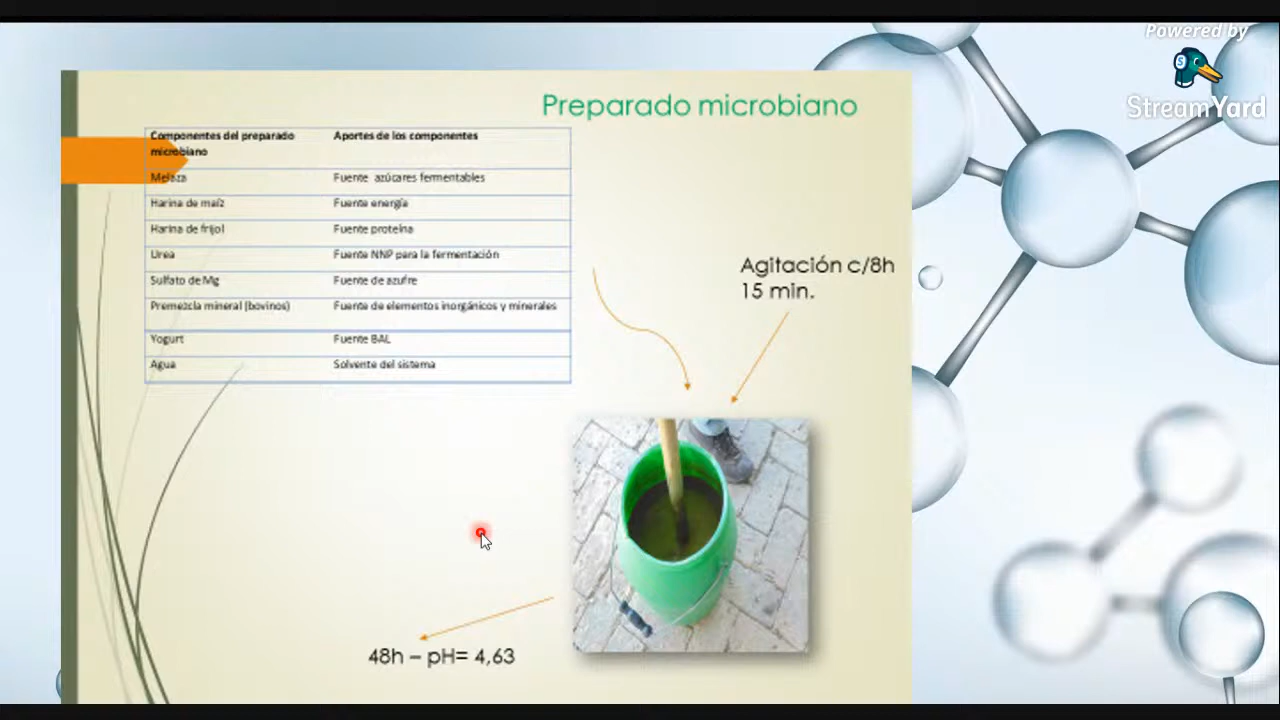 Powered by
StreamYard
Preparado microbiano
Componentes del preparado microbiano
Aportes de los componentes
Melaza
Fuente azúcares fermentables
Harina de maíz
Fuente energía
Harina de frijol
Fuente proteína
Urea
Fuente NNP para la fermentación
Sulfato de Mg
Fuente de azufre
Premezcla mineral (bovinos)
Fuente de elementos inorgánicos y minerales
Yogurt
Fuente BAL
Agua
Solvente del sistema
Agitación c/8h
15 min.
48h – pH= 4,63